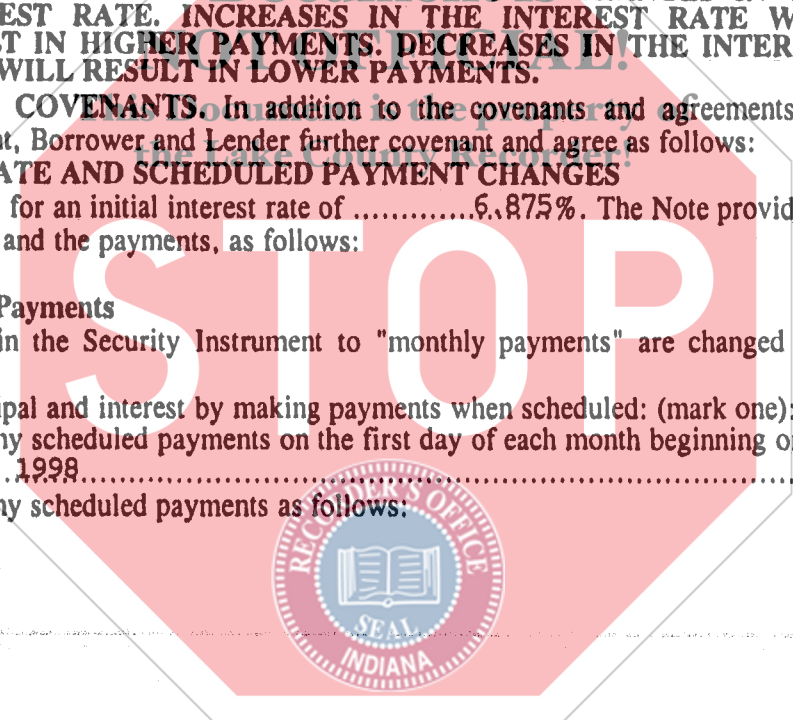 EST RATE. INCREASES IN THE INTEREST RATE W
T IN HIGHER PAYMENTS. DECREASES IN THE INTER
WILL RESULT IN LOWER PAYMENTS.
NOT OFFICIAL!
COVENANTS. In addition to the covenants and agreements
This Document is the property of
nt, Borrower and Lender further covenant and agree as follows:
the Lake County Recorder!
ATE AND SCHEDULED PAYMENT CHANGES
for an initial interest rate of .............6.875%. The Note provid
and the payments, as follows:
Payments
in the Security Instrument to "monthly payments" are changed
ipal and interest by making payments when scheduled: (mark one):
ny scheduled payments on the first day of each month beginning o
1998
ny scheduled payments as follows:
STOP
RECORDER'S OFFICE
SEAL
INDIANA